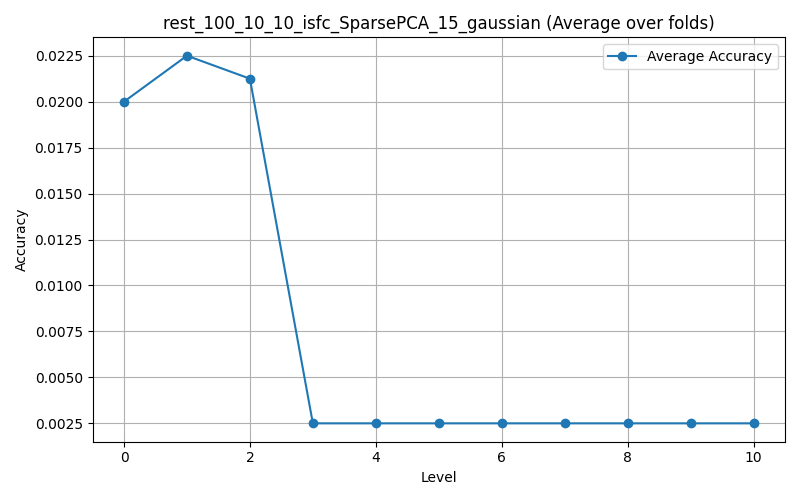 rest_100_10_10_isfc_SparsePCA_15_gaussian (Average over folds)
Average Accuracy
0.0225
0.0200
0.0175
0.0150
0.0125
0.0100
0.0075
0.0050
0.0025
Accuracy
0 2 4 6 8 10
Level